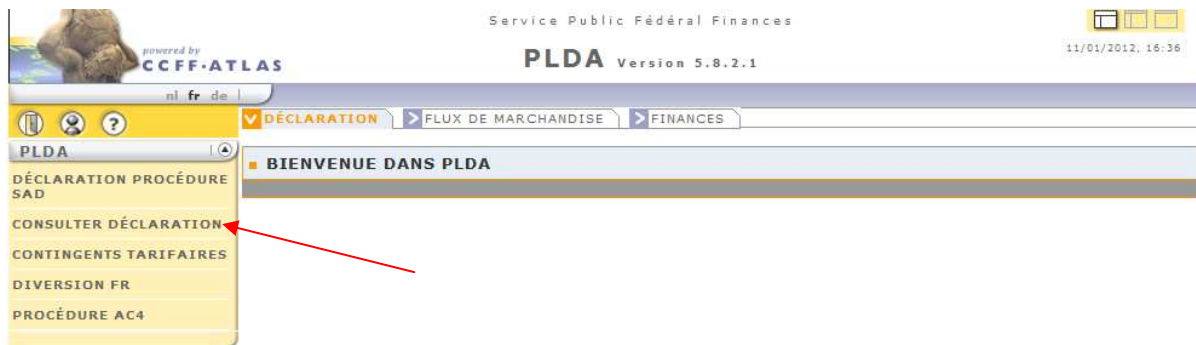 Service Public Fédéral Finances
powered by
CCFF-ATLAS
PLDA Version 5.8.2.1
11/01/2012, 16:36
nl fr de
?
DÉCLARATION
FLUX DE MARCHANDISE
FINANCES
PLDA
BIENVENUE DANS PLDA
DÉCLARATION PROCÉDURE
SAD
CONSULTER DÉCLARATION
CONTINGENTS TARIFAIRES
DIVERSION FR
PROCÉDURE AC4